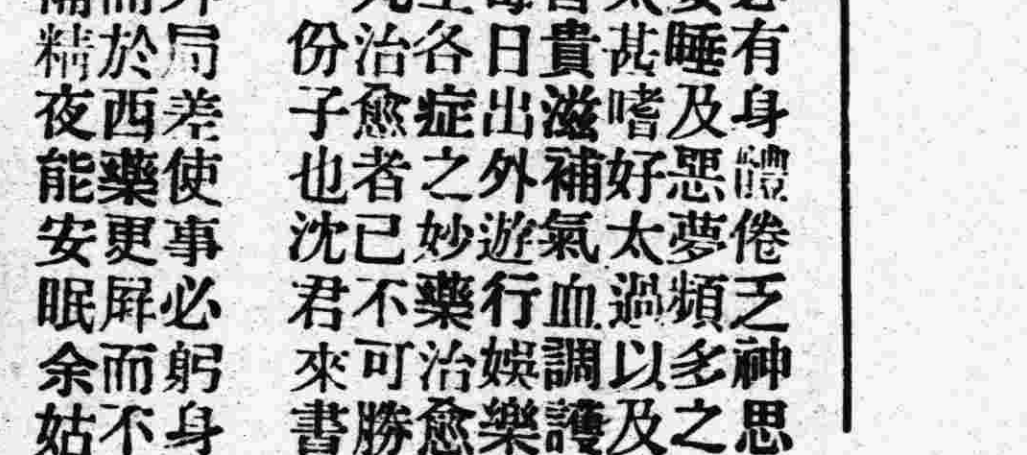 有身體倦乏神思
睡及惡夢頻多之
甚嗜好太過以及
貴滋補氣血調護
日出外遊行娛樂
各症之妙藥治愈
治愈者已不可勝
份子也沈君來書
局差使事必躬身
於西藥更屛而不
精夜能安眠余姑